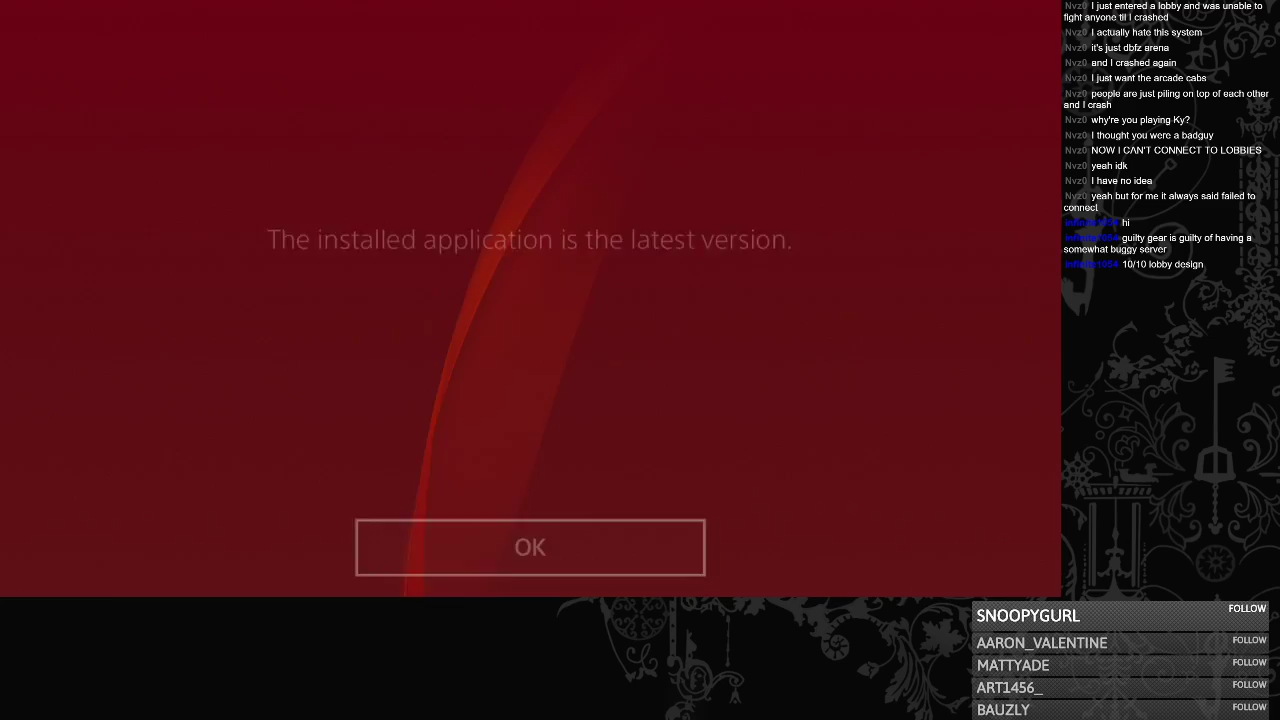 The installed application is the latest version.
OK
Nvz0 I just entered a lobby and was unable to
fight anyone til I crashed
Nvz0 I actually hate this system
Nvz0 it's just dbfz arena
Nvz0 and I crashed again
Nvz0 I just want the arcade cabs
Nvz0 people are just piling on top of each other
and I crash
Nvz0 why're you playing Ky?
Nvz0 I thought you were a badguy
Nvz0 NOW I CAN'T CONNECT TO LOBBIES
Nvz0 yeah idk
Nvz0 I have no idea
Nvz0 yeah but for me it always said failed to
connect
hi
guilty gear is guilty of having a
somewhat buggy server
10/10 lobby design
SNOOPYGURL FOLLOW
AARON_VALENTINE FOLLOW
MATTYADE FOLLOW
ART1456_ FOLLOW
BAUZLY FOLLOW